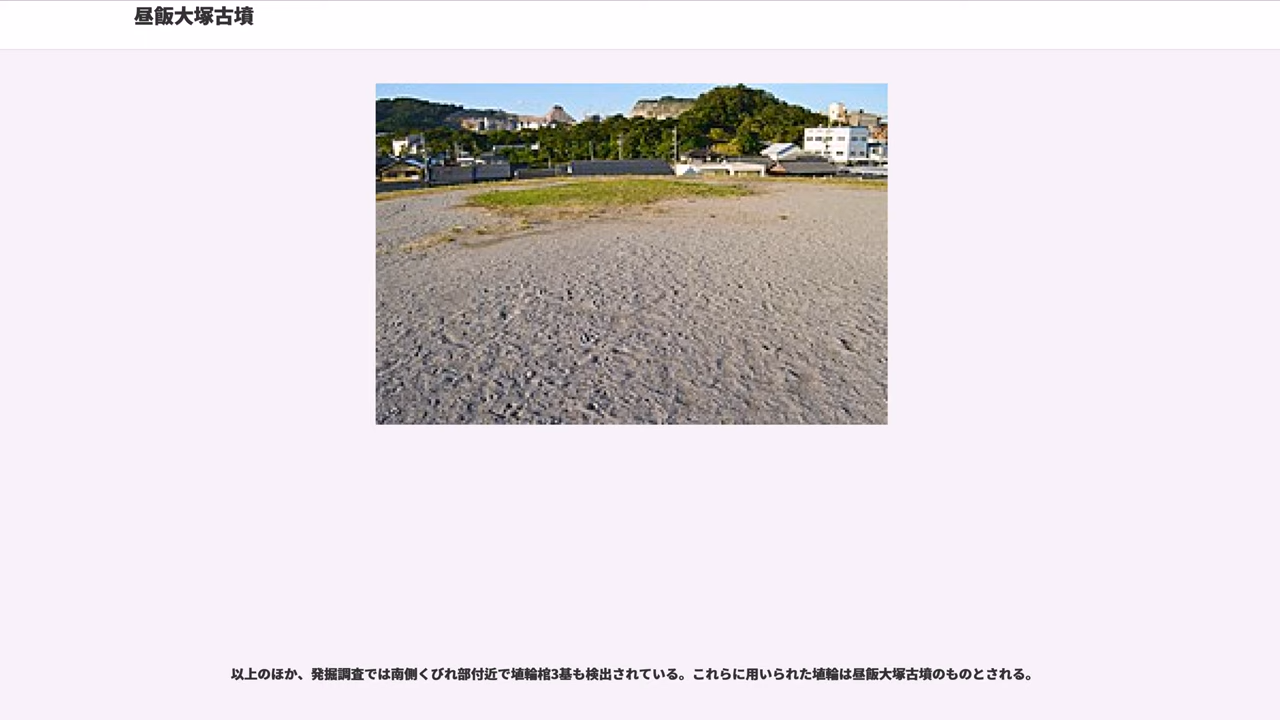 昼飯大塚古墳
以上のほか、発掘調査では南側くびれ部付近で埴輪棺3基も検出されている。これらに用いられた埴輪は昼飯大塚古墳のものとされる。